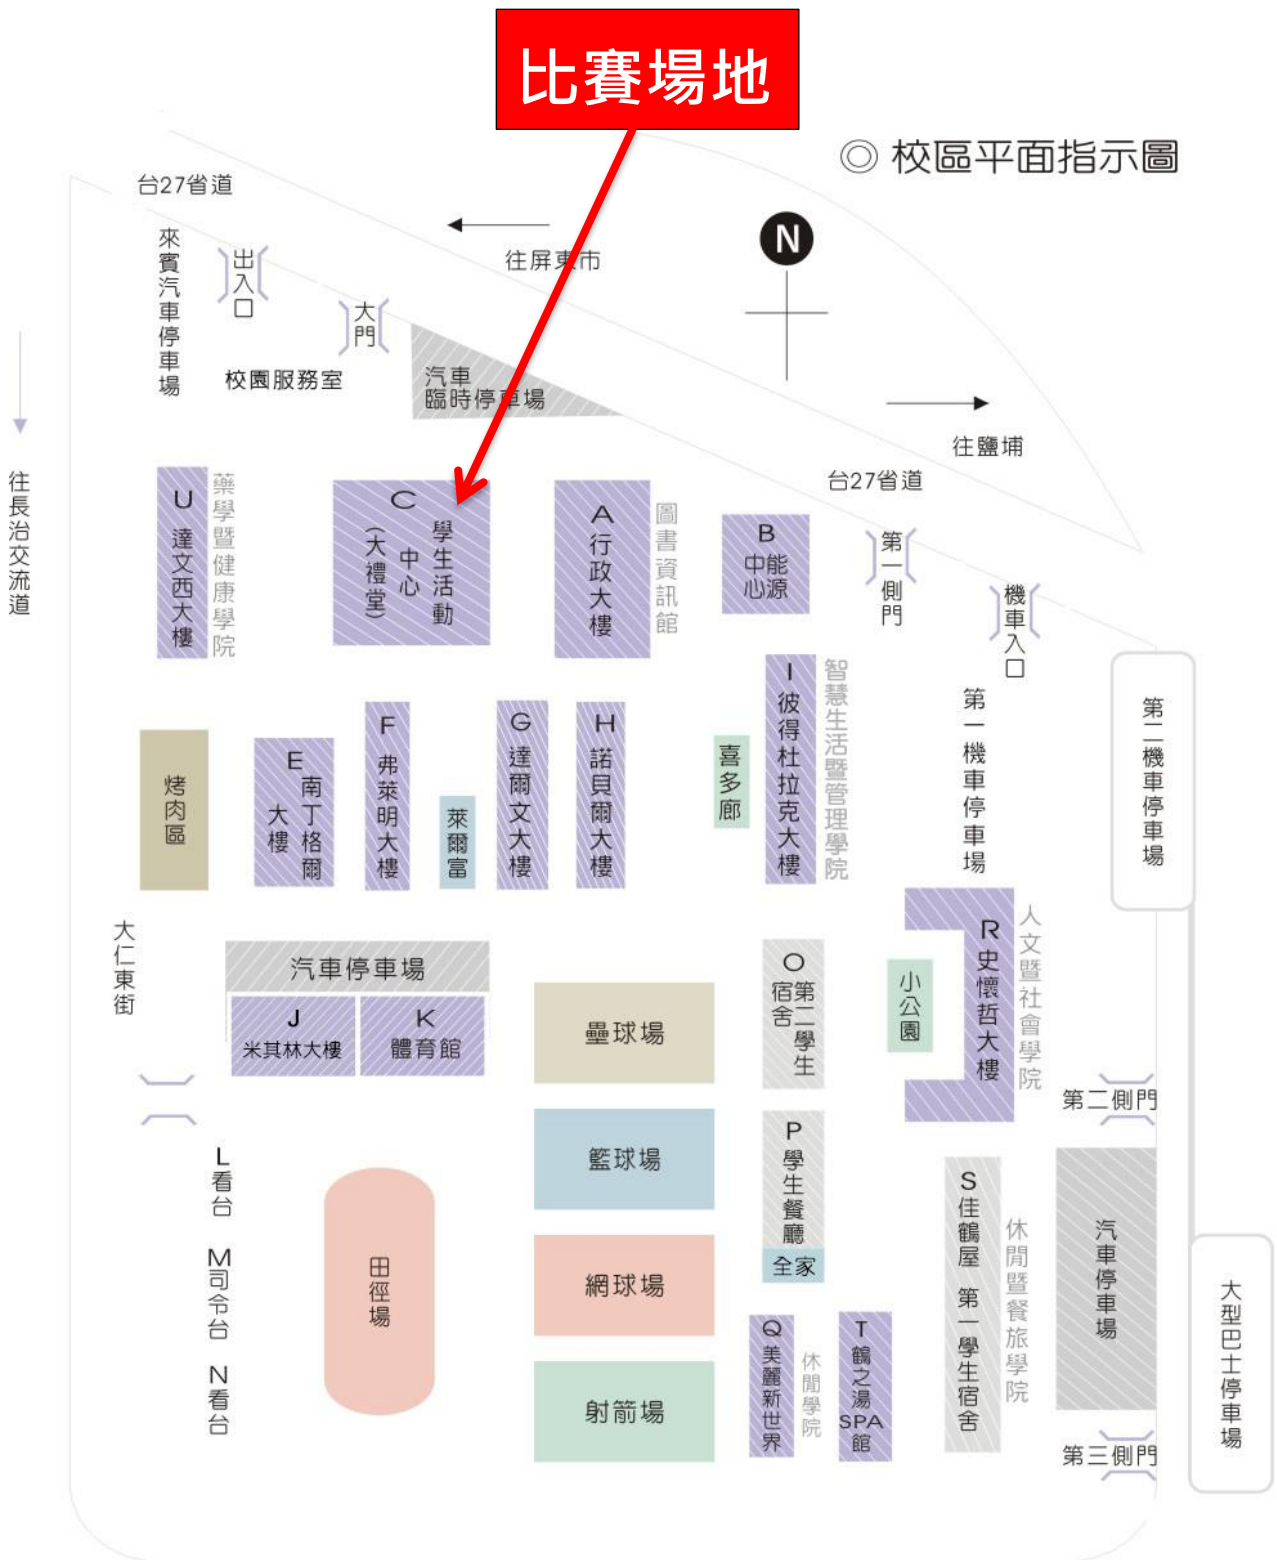 比賽場地
◎ 校區平面指示圖
台27省道
往屏東市
N
來賓汽車停車場
出入口
大門
校園服務室
汽車
臨時停車場
往鹽埔
台27省道
往長治交流道
U 達文西大樓
藥學暨健康學院
C
學生活動
中心
(大禮堂)
A 行政大樓
圖書資訊館
B
能源
中心
第一側門
機車入口
I 彼得杜拉克大樓
智慧生活暨管理學院
第一機車停車場
第二機車停車場
烤肉區
E
南丁格爾
大樓
F 弗萊明大樓
萊爾富
G 達爾文大樓
H 諾貝爾大樓
喜多廊
大仁東街
汽車停車場
J
米其林大樓
K
體育館
壘球場
O
第二學生
宿舍
小公園
R 史懷哲大樓
人文暨社會學院
第二側門
籃球場
P 學生餐廳
全家
L 看台
M 司令台
N 看台
田徑場
網球場
射箭場
Q 美麗新世界
休閒學院
T 鶴之湯
SPA
館
S 佳鶴屋 第一學生宿舍
休閒暨餐旅學院
汽車停車場
大型巴士停車場
第三側門